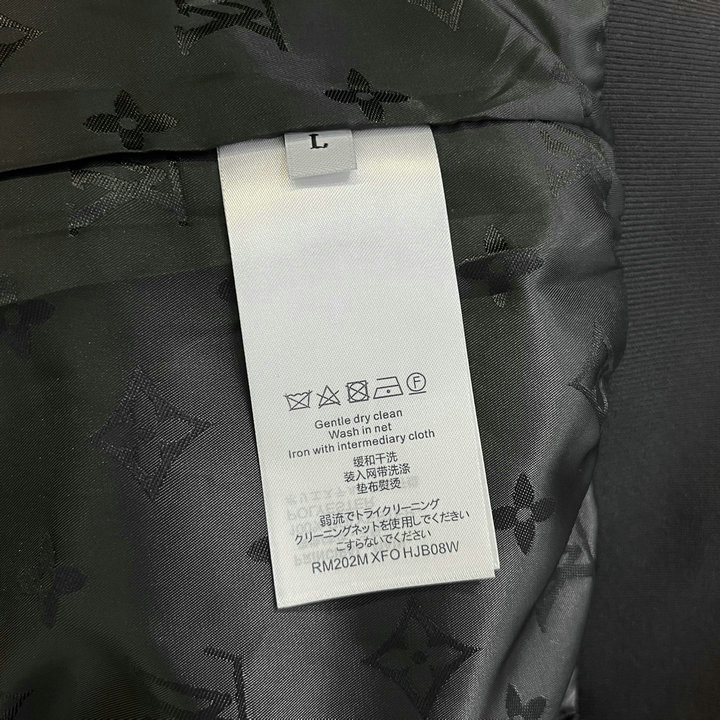 L
F
Gentle dry clean
Wash in net
Iron with intermediary cloth
缓和干洗
装入网带洗涤
垫布熨烫
弱流でトライクリーニング
クリーニングネットを使用しでください
こすらないでください
RM202M XFO HJB08W